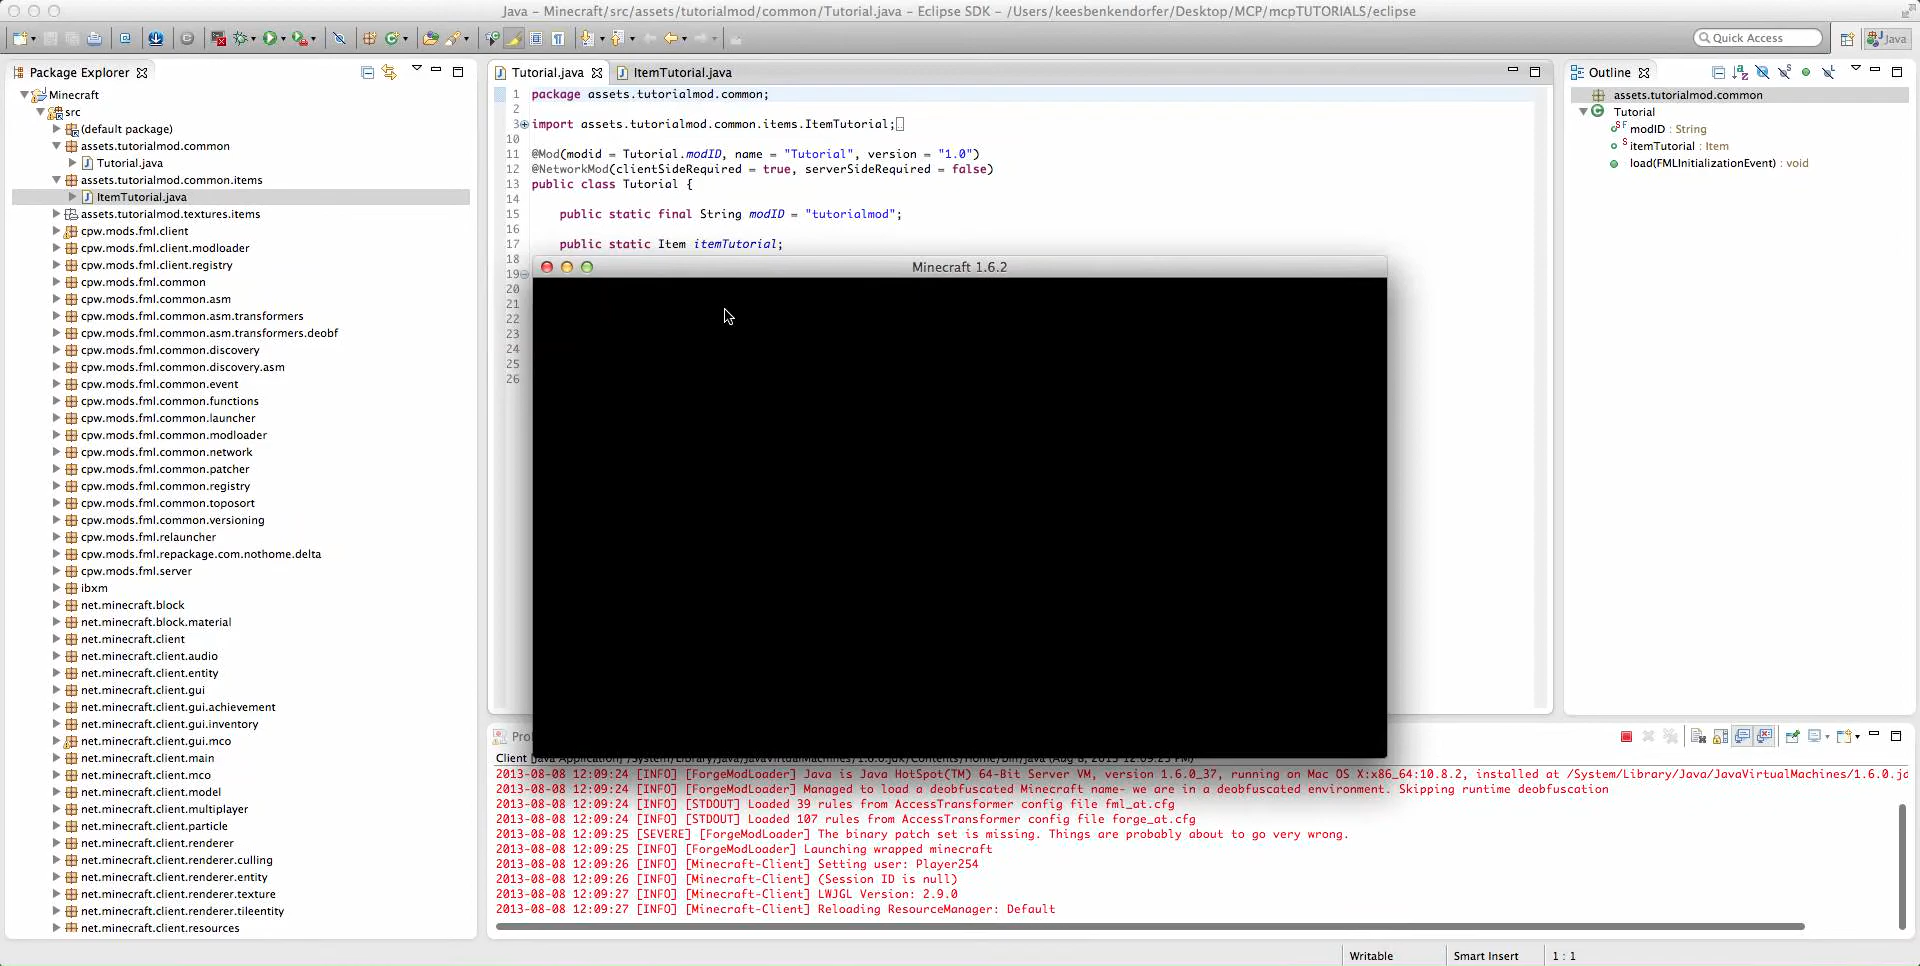 Java – Minecraft/src/assets/tutorialmod/common/Tutorial.java – Eclipse SDK – /Users/keesbenkendorfer/Desktop/MCP/mcpTUTORIALS/eclipse
Quick Access
Java
Package Explorer
Minecraft
src
(default package)
assets.tutorialmod.common
Tutorial.java
assets.tutorialmod.common.items
ItemTutorial.java
assets.tutorialmod.textures.items
cpw.mods.fml.client
cpw.mods.fml.client.modloader
cpw.mods.fml.client.registry
cpw.mods.fml.common
cpw.mods.fml.common.asm
cpw.mods.fml.common.asm.transformers
cpw.mods.fml.common.asm.transformers.deobf
cpw.mods.fml.common.discovery
cpw.mods.fml.common.discovery.asm
cpw.mods.fml.common.event
cpw.mods.fml.common.functions
cpw.mods.fml.common.launcher
cpw.mods.fml.common.modloader
cpw.mods.fml.common.network
cpw.mods.fml.common.patcher
cpw.mods.fml.common.registry
cpw.mods.fml.common.toposort
cpw.mods.fml.common.versioning
cpw.mods.fml.relauncher
cpw.mods.fml.repackage.com.nothome.delta
cpw.mods.fml.server
ibxm
net.minecraft.block
net.minecraft.block.material
net.minecraft.client
net.minecraft.client.audio
net.minecraft.client.entity
net.minecraft.client.gui
net.minecraft.client.gui.achievement
net.minecraft.client.gui.inventory
net.minecraft.client.gui.mco
net.minecraft.client.main
net.minecraft.client.mco
net.minecraft.client.model
net.minecraft.client.multiplayer
net.minecraft.client.particle
net.minecraft.client.renderer
net.minecraft.client.renderer.culling
net.minecraft.client.renderer.entity
net.minecraft.client.renderer.texture
net.minecraft.client.renderer.tileentity
net.minecraft.client.resources
Tutorial.java
ItemTutorial.java
1 package assets.tutorialmod.common;
2
3 import assets.tutorialmod.common.items.ItemTutorial;
10
11 @Mod(modid = Tutorial.modID, name = "Tutorial", version = "1.0")
12 @NetworkMod(clientSideRequired = true, serverSideRequired = false)
13 public class Tutorial {
14
15 public static final String modID = "tutorialmod";
16
17 public static Item itemTutorial;
18
19
20
21
22
23
24
25
26
Minecraft 1.6.2
Outline
assets.tutorialmod.common
Tutorial
modID : String
itemTutorial : Item
load(FMLInitializationEvent) : void
2013-08-08 12:09:24 [INFO] [ForgeModLoader] Java is Java HotSpot(TM) 64-Bit Server VM, version 1.6.0_37, running on Mac OS X:x86_64:10.8.2, installed at /System/Library/Java/JavaVirtualMachines/1.6.0.jd
2013-08-08 12:09:24 [INFO] [ForgeModLoader] Managed to load a deobfuscated Minecraft name- we are in a deobfuscated environment. Skipping runtime deobfuscation
2013-08-08 12:09:24 [INFO] [STDOUT] Loaded 39 rules from AccessTransformer config file fml_at.cfg
2013-08-08 12:09:24 [INFO] [STDOUT] Loaded 107 rules from AccessTransformer config file forge_at.cfg
2013-08-08 12:09:25 [SEVERE] [ForgeModLoader] The binary patch set is missing. Things are probably about to go very wrong.
2013-08-08 12:09:25 [INFO] [ForgeModLoader] Launching wrapped minecraft
2013-08-08 12:09:26 [INFO] [Minecraft-Client] Setting user: Player254
2013-08-08 12:09:26 [INFO] [Minecraft-Client] (Session ID is null)
2013-08-08 12:09:27 [INFO] [Minecraft-Client] LWJGL Version: 2.9.0
2013-08-08 12:09:27 [INFO] [Minecraft-Client] Reloading ResourceManager: Default
Writable
Smart Insert
1 : 1